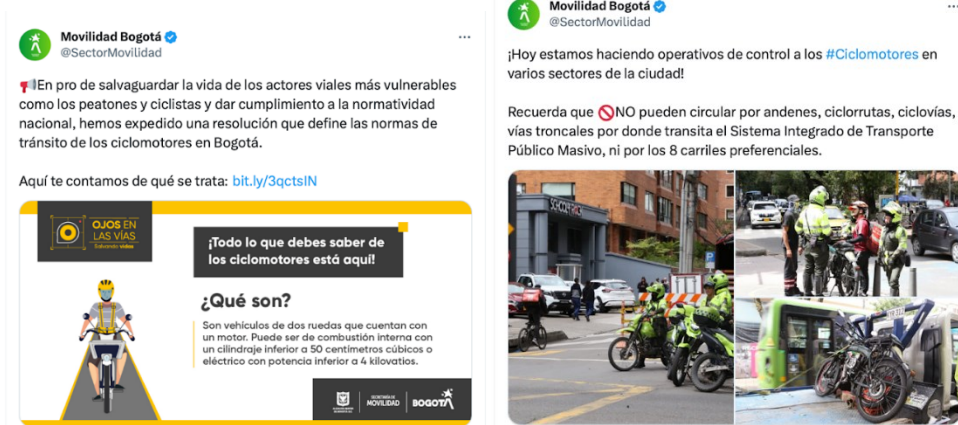 Movilidad Bogotá
@SectorMovilidad
En pro de salvaguardar la vida de los actores viales más vulnerables
como los peatones y ciclistas y dar cumplimiento a la normatividad
nacional, hemos expedido una resolución que define las normas de
tránsito de los ciclomotores en Bogotá.
Aquí te contamos de qué se trata: bit.ly/3qctsIN
OJOS EN
LAS VÍAS
Salvando vidas
¡Todo lo que debes saber de
los ciclomotores está aquí!
¿Qué son?
Son vehículos de dos ruedas que cuentan con
un motor. Puede ser de combustión interna con
un cilindraje inferior a 50 centímetros cúbicos o
eléctrico con potencia inferior a 4 kilovatios.
SECRETARÍA DE
MOVILIDAD
BOGOTÁ
Movilidad Bogotá
@SectorMovilidad
¡Hoy estamos haciendo operativos de control a los #Ciclomotores en
varios sectores de la ciudad!
Recuerda que NO pueden circular por andenes, ciclorrutas, ciclovías,
vías troncales por donde transita el Sistema Integrado de Transporte
Público Masivo, ni por los 8 carriles preferenciales.